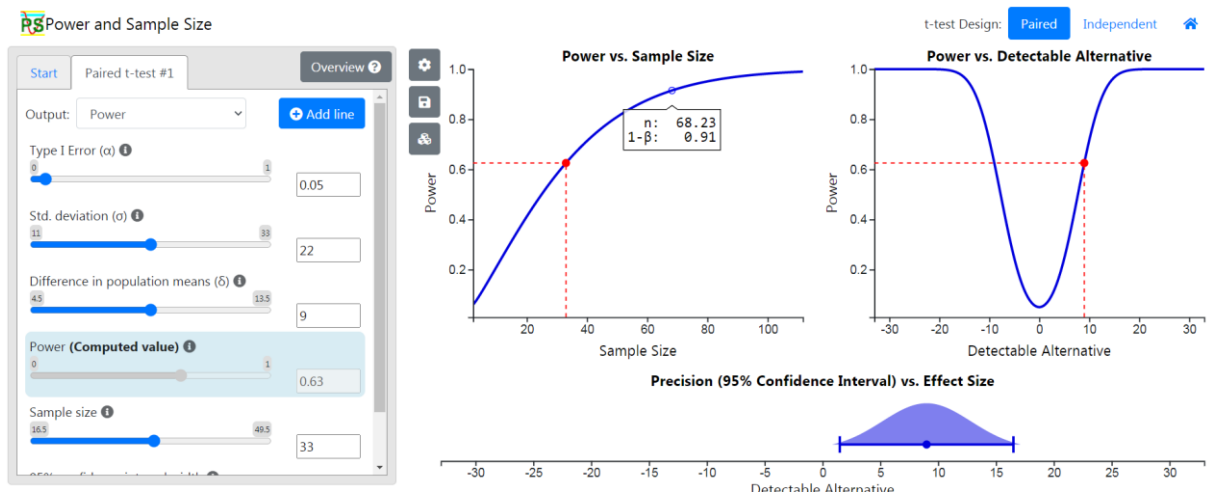 PS Power and Sample Size
t-test Design: Paired Independent
Start Paired t-test #1 Overview
Output: Power Add line
Type I Error (α)
0 1
0.05
Std. deviation (σ)
11 33
22
Difference in population means (δ)
4.5 13.5
9
Power (Computed value)
0 1
0.63
Sample size
16.5 49.5
33
Power vs. Sample Size
1.0
0.8
0.6
0.4
0.2
Power
n: 68.23
1-β: 0.91
20 40 60 80 100
Sample Size
Power vs. Detectable Alternative
1.0
0.8
0.6
0.4
0.2
Power
-30 -20 -10 0 10 20 30
Detectable Alternative
Precision (95% Confidence Interval) vs. Effect Size
-30 -25 -20 -15 -10 -5 0 5 10 15 20 25 30
Detectable Alternative